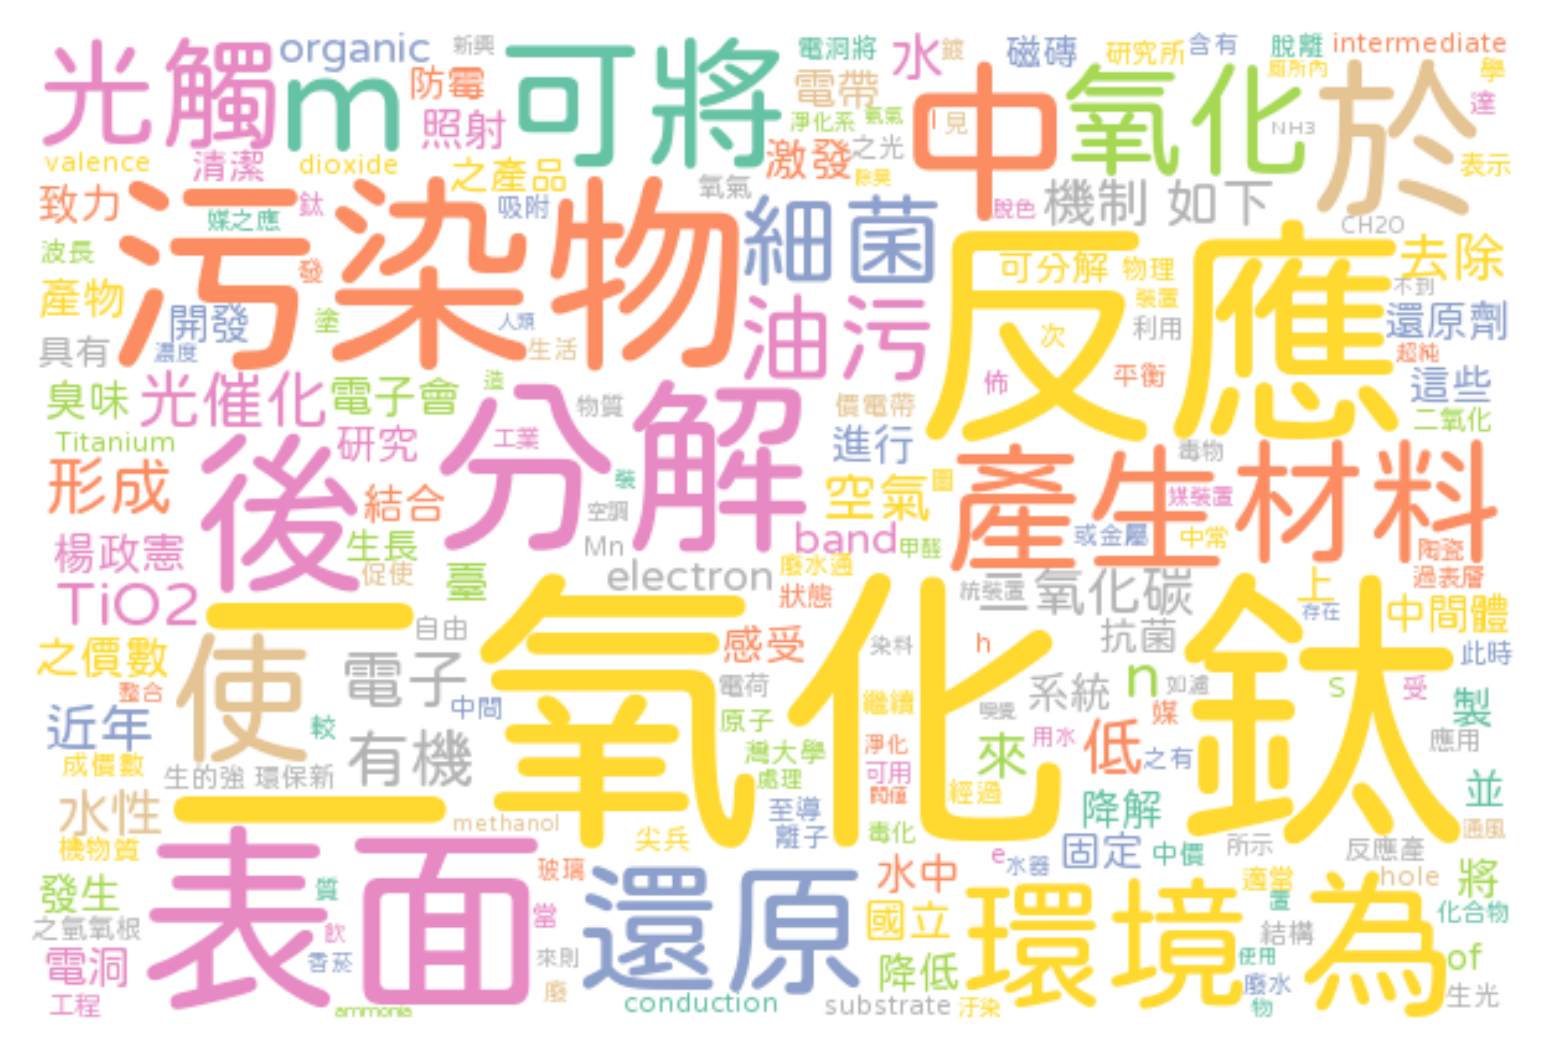 光觸
organic
新興
可將
電洞將
水
鍍
磁磚
研究所
含有
脫離
intermediate
m
防霉
電帶
中
氧化
廁所內
於
學
達
照射
淨化系
氨氣
見
NH3
valence
清潔
dioxide
之產品
激發
之光
表示
致力
污染物
鈦
吸附
氧氣
除臭
細菌
脫色
機制 如下
CH2O
媒之應
波長
發
反應
可分解
物理
去除
產物
開發
塗
人類
油污
裝置
不到
還原劑
具有
濃度
生活
次
利用
超純
臭味
光催化
電子會
造
分解
物質
價電帶
佈
平衡
這些
Titanium
後
研究
工業
進行
二氧化
形成
結合
裝
空調
空氣
圖
產生
材料
毒物
媒裝置
楊政憲
生長
促使
Mn
band
甲醛
或金屬
中常
陶瓷
TiO2
臺
electron
廢水通
狀態
統裝置
二氧化碳
上
存在
過表層
中間體
二氧化鈦
自由
之價數
使
電子
感受
染料
h
抗菌
此時
整合
中間
電荷
繼續
系統
n
如濾
S
受
近年
較
有機
原子
淨化
用水
媒
製
成價數
生的強
環保新
灣大學
處理
可用
來
低
之有
應用
水性
一
methanol
尖兵
至導
離子
閥值
毒化
經過
降解
並
通風
機物質
表面
玻璃
還原
水中
e
水器
固定
中價
所示
反應產
hole
將
發生
質
當
國立
環境
適當
置
為
化合物
之氫氧根
飲
結構
電洞
香菸
來則
降低
使用
of
工程
ammonia
廢
conduction
substrate
汙染
廢水
物
生光